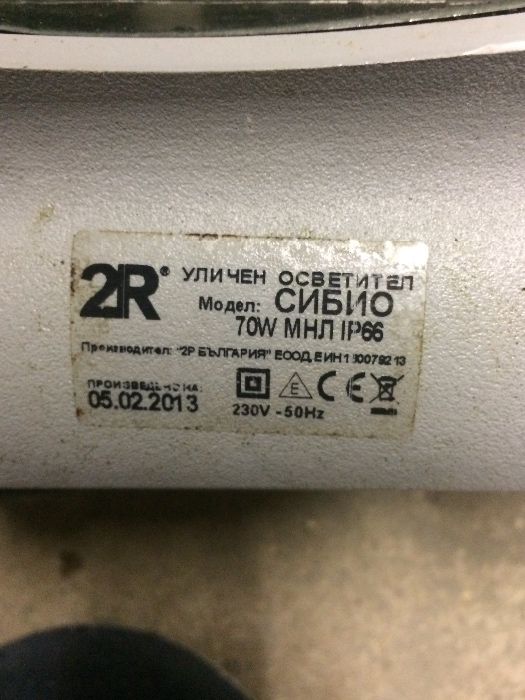 2R® УЛИЧЕН ОСВЕТИТЕЛ
Модел: СИБИО
70W МНЛ IP66
Производител: "2Р БЪЛГАРИЯ" ЕООД, ЕИН
ПРОИЗВЕДЕНО НА:
05.02.2013
E CE
230V - 50Hz